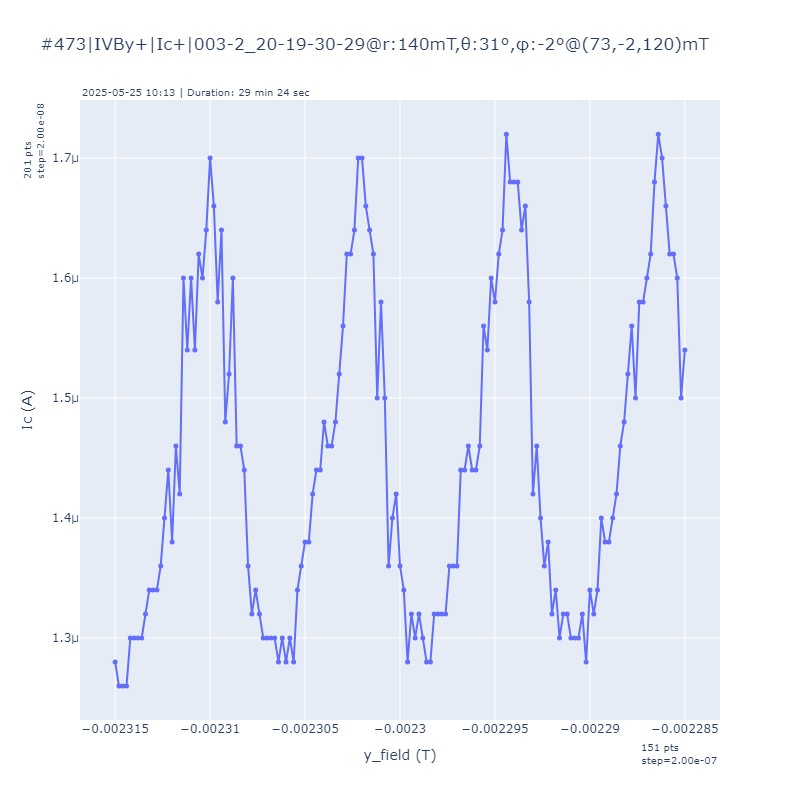 #473|IVBy+|Ic+|003-2_20-19-30-29@r:140mT,θ:31°,φ:-2°@(73,-2,120)mT
2025-05-25 10:13 | Duration: 29 min 24 sec
201 pts
step=2.00e-08
1.7μ
1.6μ
1.5μ
1.4μ
1.3μ
Ic (A)
−0.002315
−0.00231
−0.002305
−0.0023
−0.002295
−0.00229
−0.002285
y_field (T)
151 pts
step=2.00e-07